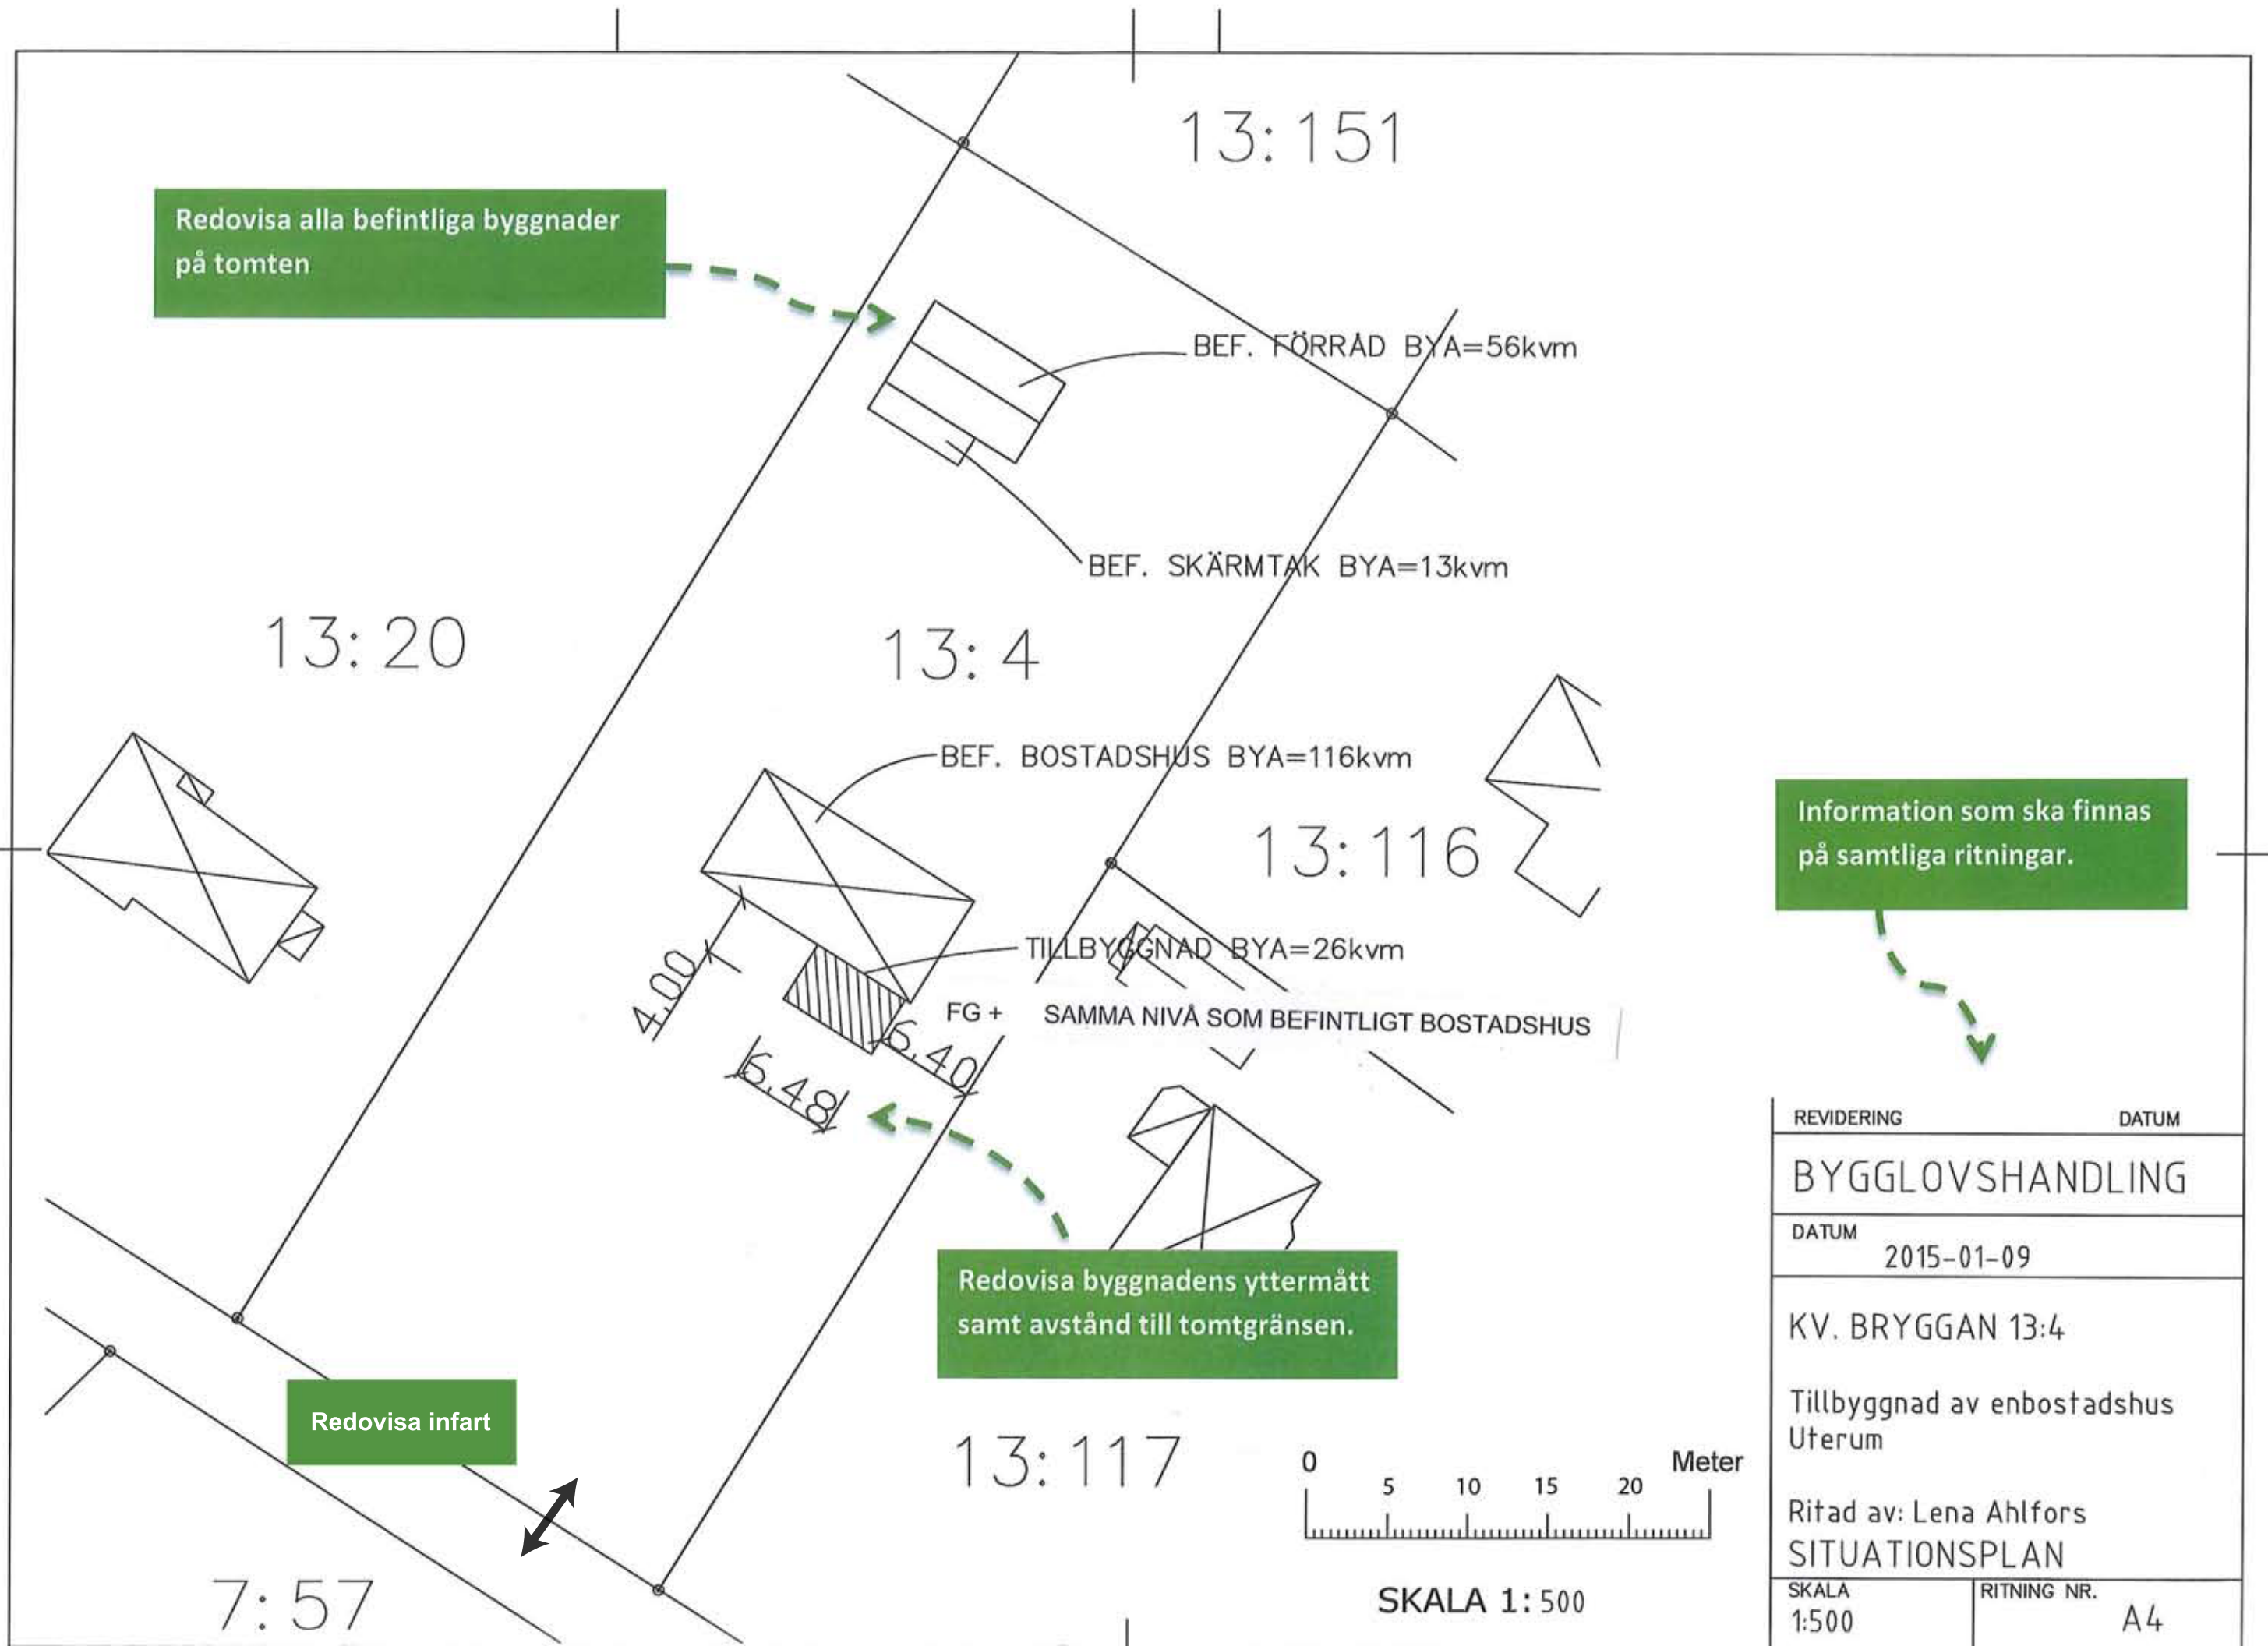 13:151
Redovisa alla befintliga byggnader
på tomten
BEF. FÖRRÅD BYA=56kvm
BEF. SKÄRMTAK BYA=13kvm
13:20
13:4
BEF. BOSTADSHUS BYA=116kvm
13:116
Information som ska finnas
på samtliga ritningar.
TILLBYGGNAD BYA=26kvm
4,00
FG + SAMMA NIVÅ SOM BEFINTLIGT BOSTADSHUS
6,40
6,48
Redovisa byggnadens yttermått
samt avstånd till tomtgränsen.
Redovisa infart
13:117
7:57
0 5 10 15 20 Meter
SKALA 1:500
REVIDERING DATUM
BYGGLOVSHANDLING
DATUM
2015-01-09
KV. BRYGGAN 13:4
Tillbyggnad av enbostadshus
Uterum
Ritad av: Lena Ahlfors
SITUATIONSPLAN
SKALA RITNING NR.
1:500 A4